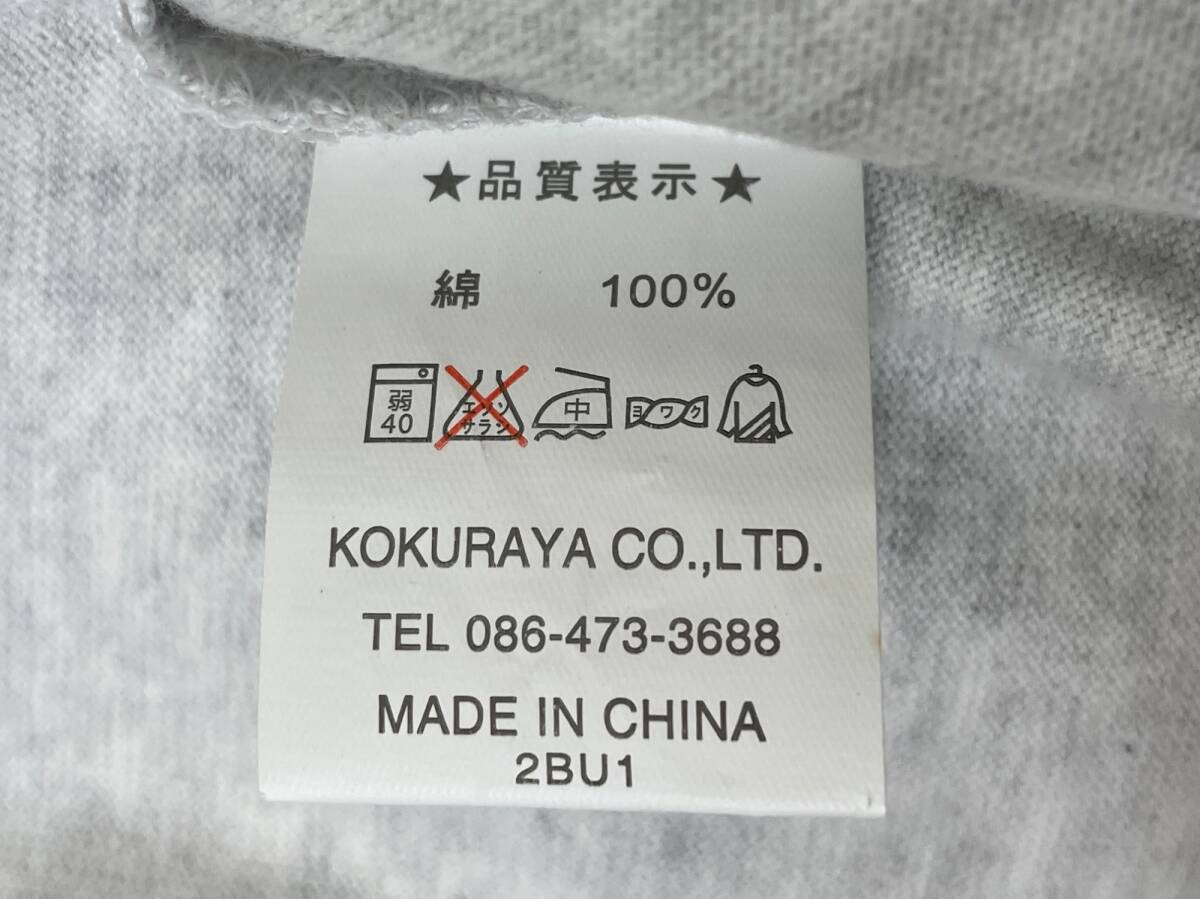 ★品質表示★
綿 100%
弱 エンソ 中 ヨワク
40 サラシ
KOKURAYA CO.,LTD.
TEL 086-473-3688
MADE IN CHINA
2BU1